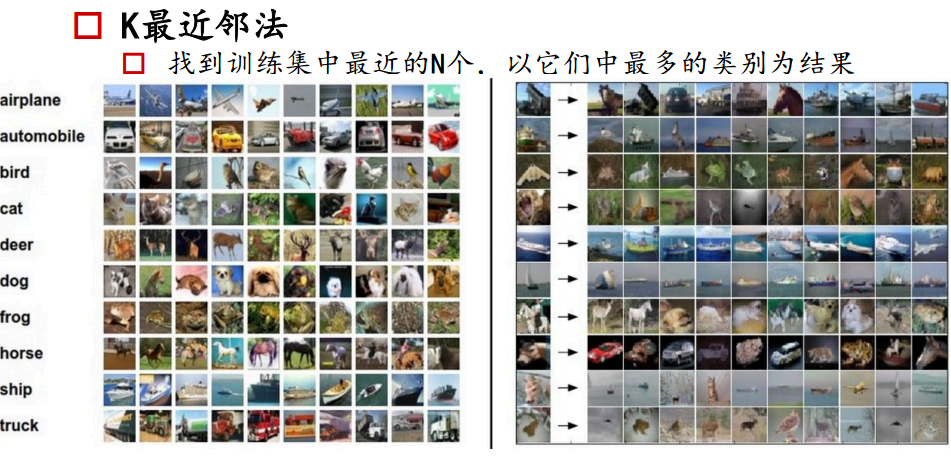 K最近邻法
找到训练集中最近的N个．以它们中最多的类别为结果
airplane
automobile
bird
cat
deer
dog
frog
horse
ship
truck